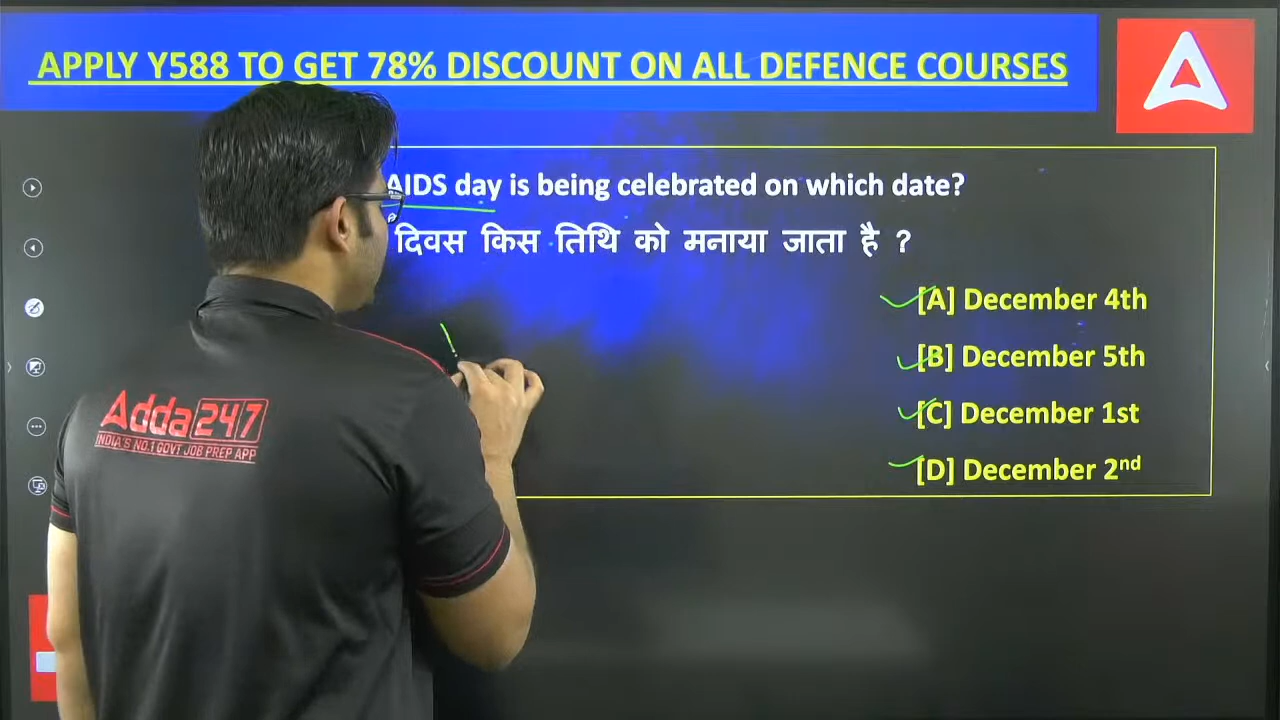 APPLY Y588 TO GET 78% DISCOUNT ON ALL DEFENCE COURSES
AIDS day is being celebrated on which date?
दिवस किस तिथि को मनाया जाता है ?
[A] December 4th
[B] December 5th
[C] December 1st
[D] December 2nd
Adda247
INDIA'S NO.1 GOVT JOB PREP APP